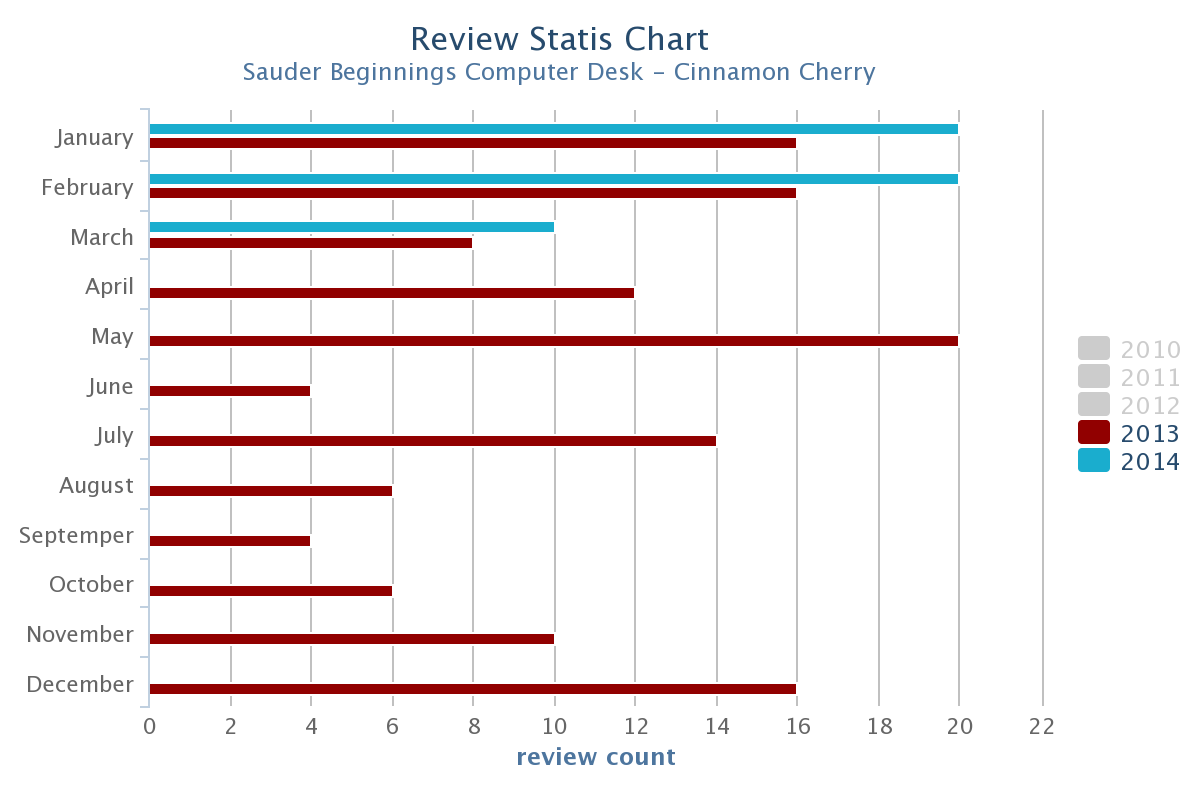 Review Statis Chart
Sauder Beginnings Computer Desk – Cinnamon Cherry
January
February
March
April
May
June
July
August
Septemper
October
November
December
0 2 4 6 8 10 12 14 16 18 20 22
review count
2010
2011
2012
2013
2014